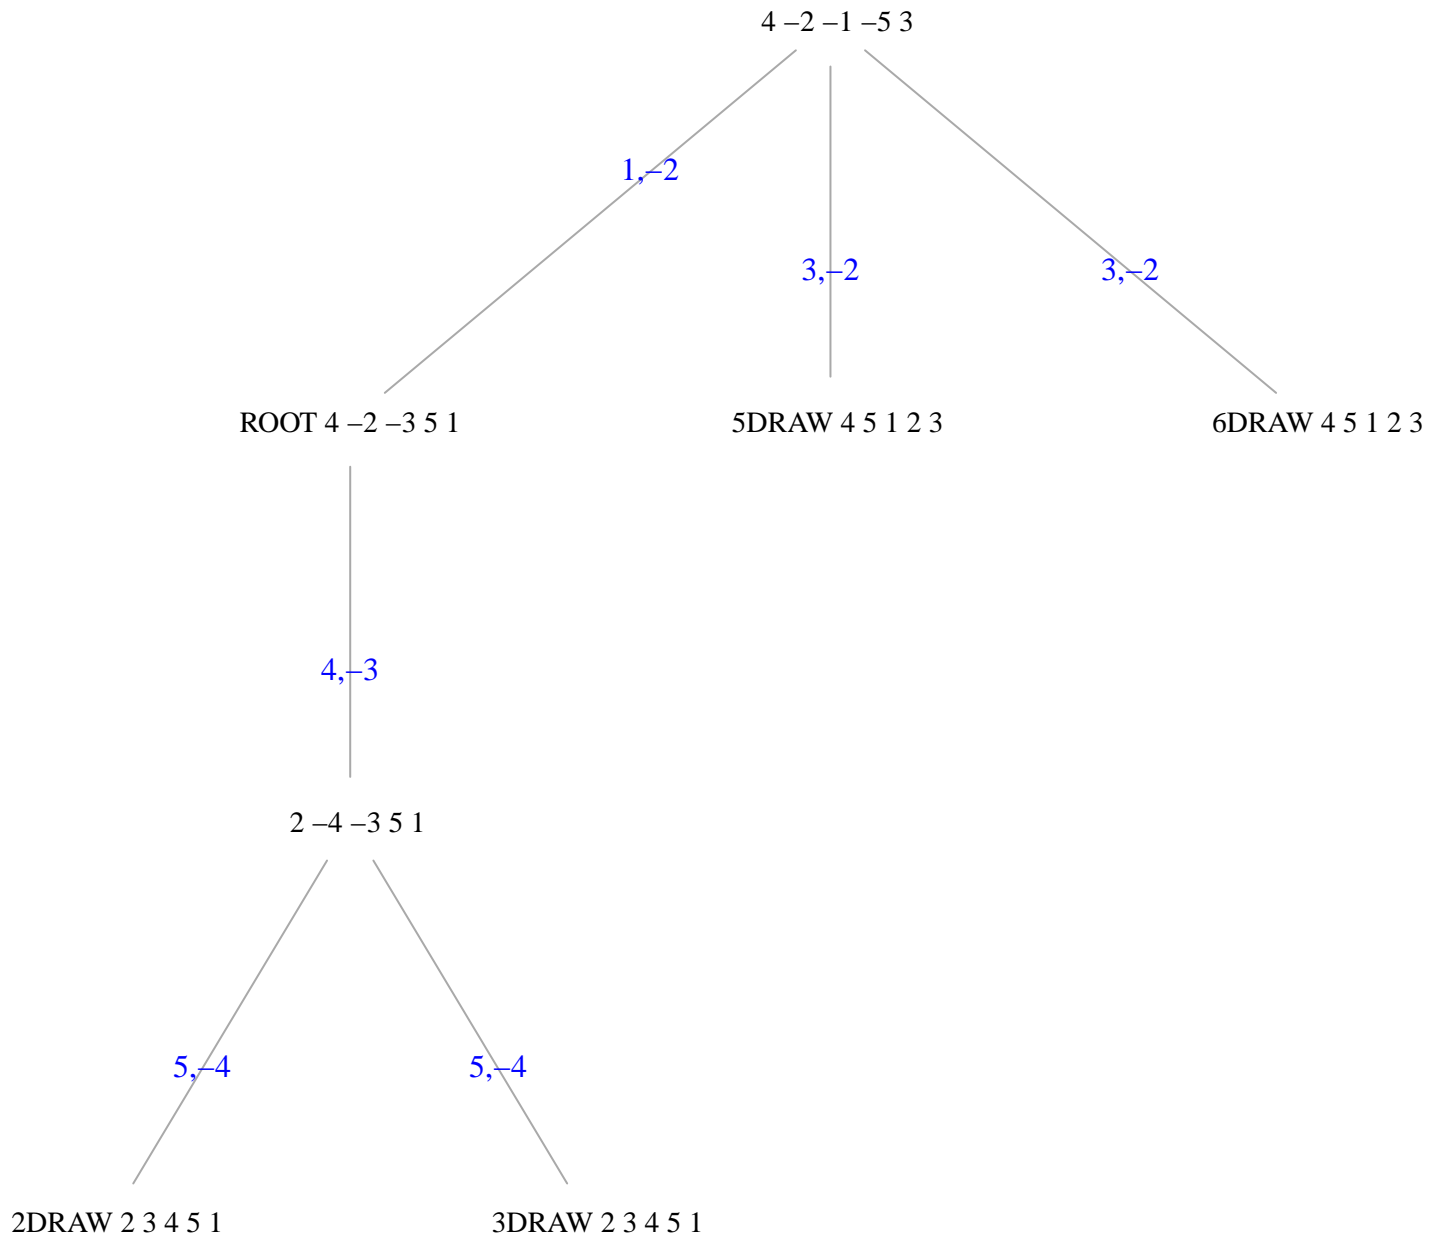 4 –2 –1 –5 3
1,–2
3,–2
3,–2
ROOT 4 –2 –3 5 1
5DRAW 4 5 1 2 3
6DRAW 4 5 1 2 3
4,–3
2 –4 –3 5 1
5,–4
5,–4
2DRAW 2 3 4 5 1
3DRAW 2 3 4 5 1